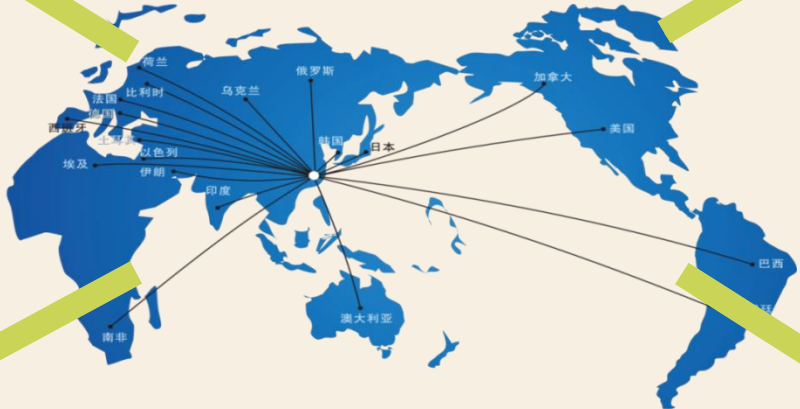 荷兰
俄罗斯
加拿大
比利时
乌克兰
法国
德国
西班牙
美国
土耳其
韩国
日本
以色列
埃及
伊朗
印度
巴西
澳大利亚
南非